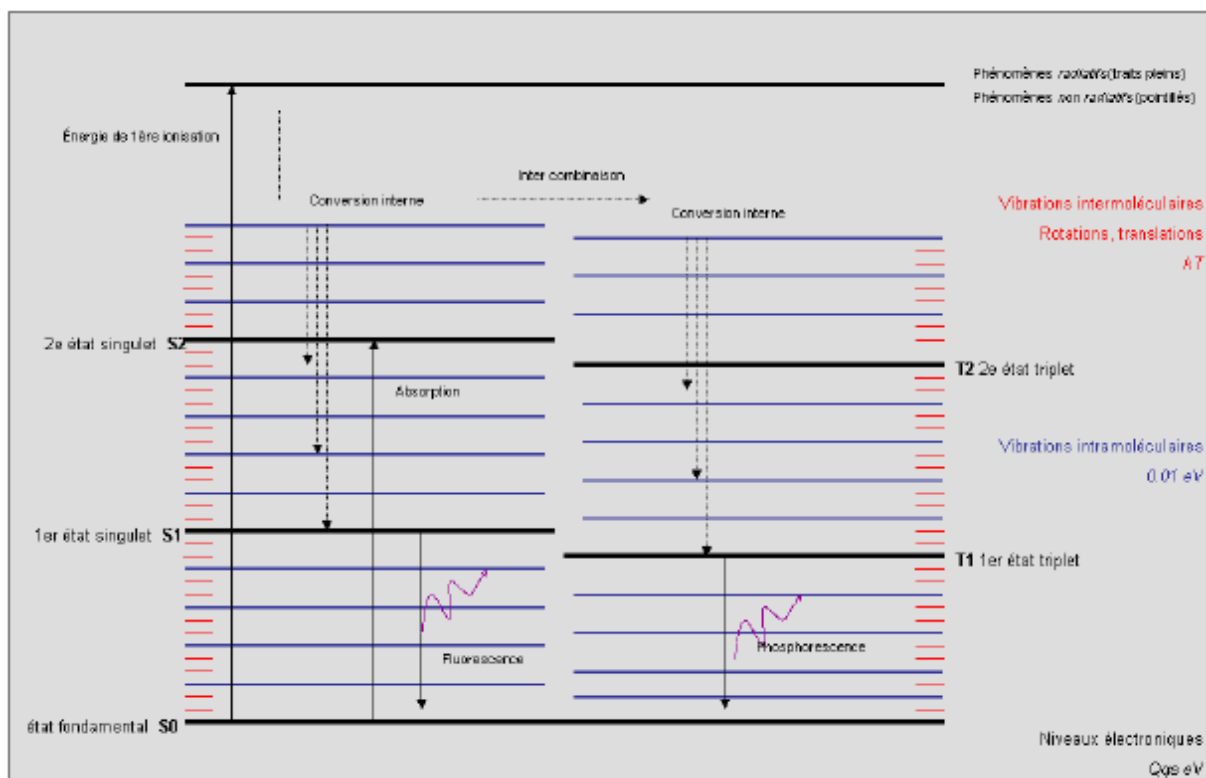 Phénomènes radiatifs (traits pleins)
Phénomènes non radiatifs (pointillés)
Énergie de 1ère ionisation
Inter combinaison
Conversion interne
Conversion interne
Vibrations intermoléculaires
Rotations, translations
kT
2e état singulet S2
Absorption
T2 2e état triplet
Vibrations intramoléculaires
0.01 eV
1er état singulet S1
T1 1er état triplet
Fluorescence
Phosphorescence
état fondamental S0
Niveaux électroniques
Qqs eV